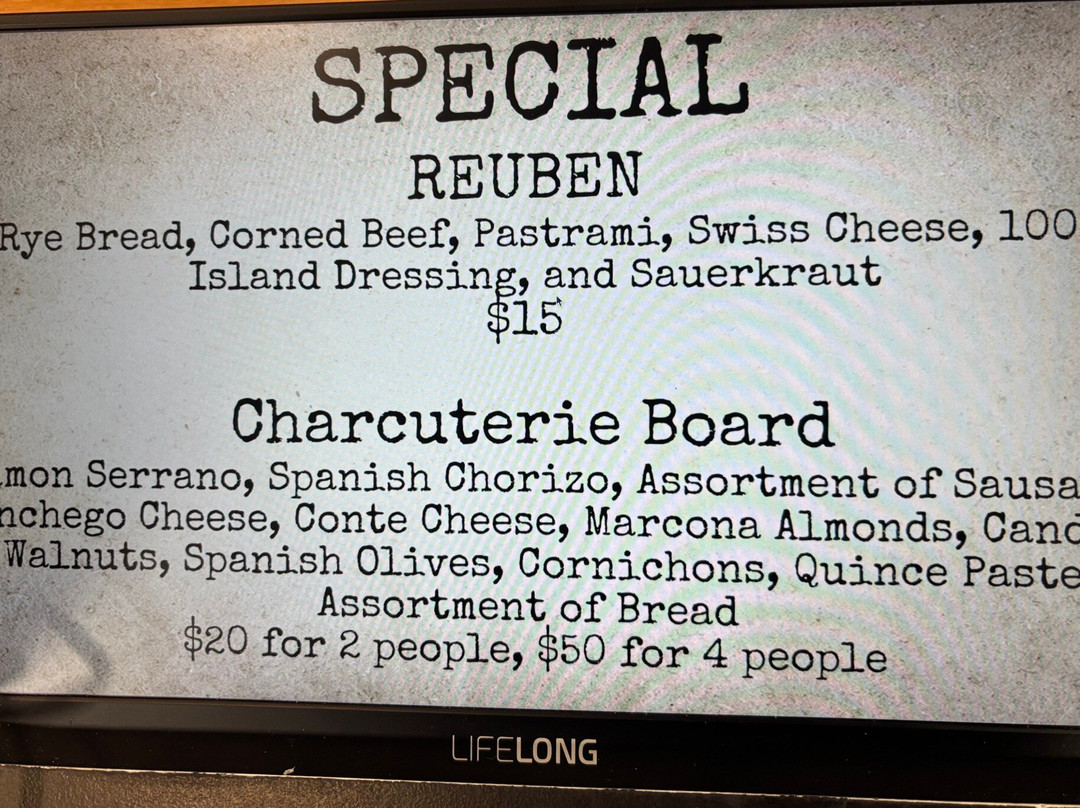 SPECIAL
REUBEN
Rye Bread, Corned Beef, Pastrami, Swiss Cheese, 100
Island Dressing, and Sauerkraut
$15
Charcuterie Board
mon Serrano, Spanish Chorizo, Assortment of Sausa
nchego Cheese, Conte Cheese, Marcona Almonds, Cand
Walnuts, Spanish Olives, Cornichons, Quince Paste
Assortment of Bread
$20 for 2 people, $50 for 4 people
LIFELONG